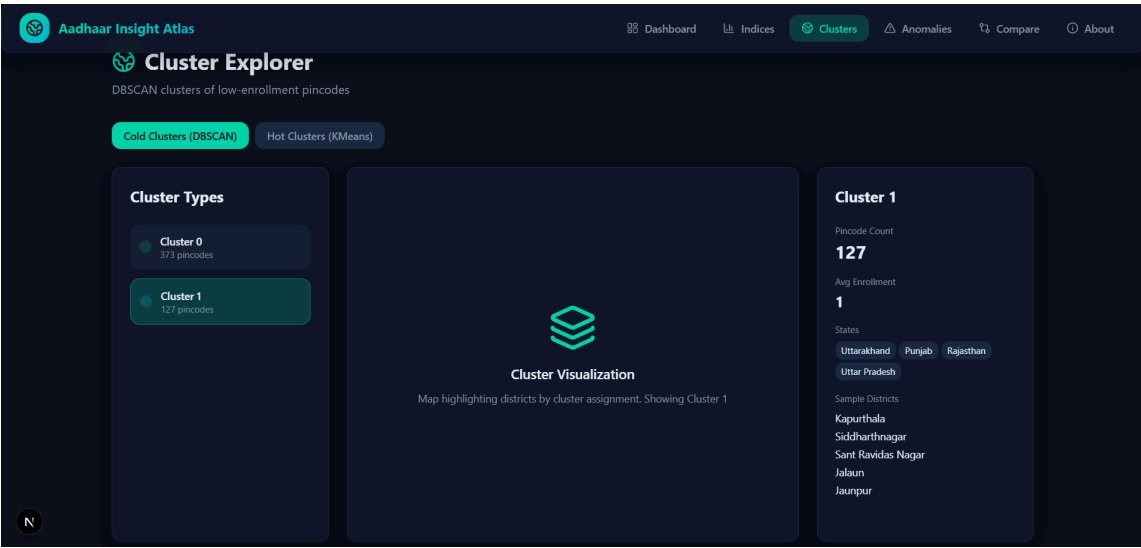 Aadhaar Insight Atlas
Dashboard
Indices
Clusters
Anomalies
Compare
About
Cluster Explorer
DBSCAN clusters of low-enrollment pincodes
Cold Clusters (DBSCAN)
Hot Clusters (KMeans)
Cluster Types
Cluster 0
373 pincodes
Cluster 1
127 pincodes
Cluster Visualization
Map highlighting districts by cluster assignment. Showing Cluster 1
Cluster 1
Pincode Count
127
Avg Enrollment
1
States
Uttarakhand Punjab Rajasthan
Uttar Pradesh
Sample Districts
Kapurthala
Siddharthnagar
Sant Ravidas Nagar
Jalaun
Jaunpur
N